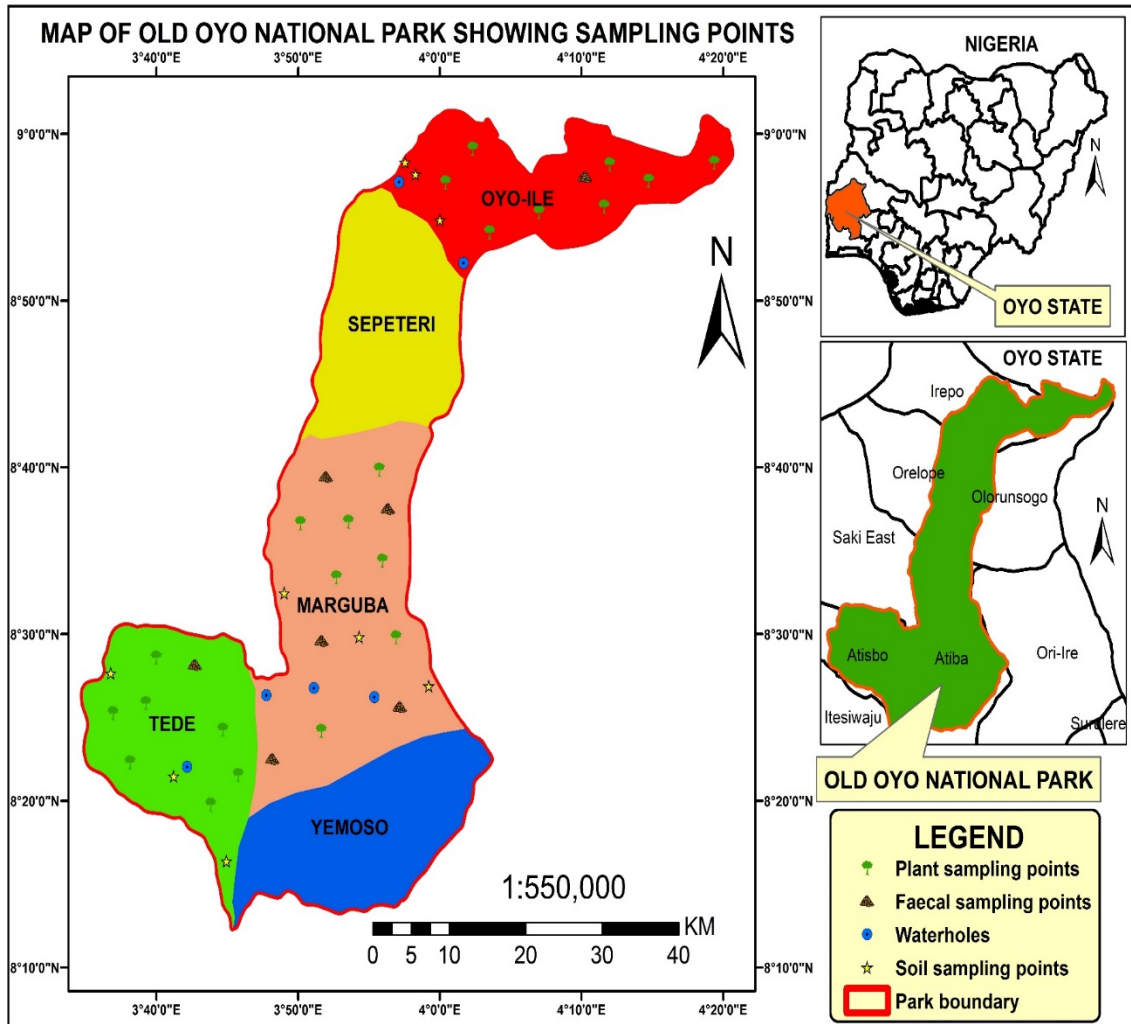 MAP OF OLD OYO NATIONAL PARK SHOWING SAMPLING POINTS
3°40'0"E 3°50'0"E 4°0'0"E 4°10'0"E 4°20'0"E
9°0'0"N
8°50'0"N
8°40'0"N
8°30'0"N
8°20'0"N
8°10'0"N
OYO-ILE
SEPETERI
MARGUBA
TEDE
YEMOSO
N
1:550,000
0 5 10 20 30 40 KM
9°0'0"N
8°50'0"N
8°40'0"N
8°30'0"N
8°20'0"N
8°10'0"N
3°40'0"E 3°50'0"E 4°0'0"E 4°10'0"E 4°20'0"E
NIGERIA
N
OYO STATE
OYO STATE
Irepo
Orelope
Olorunsogo
N
Saki East
Atisbo
Atiba
Ori-Ire
Itesiwaju
Surulere
OLD OYO NATIONAL PARK
LEGEND
Plant sampling points
Faecal sampling points
Waterholes
Soil sampling points
Park boundary